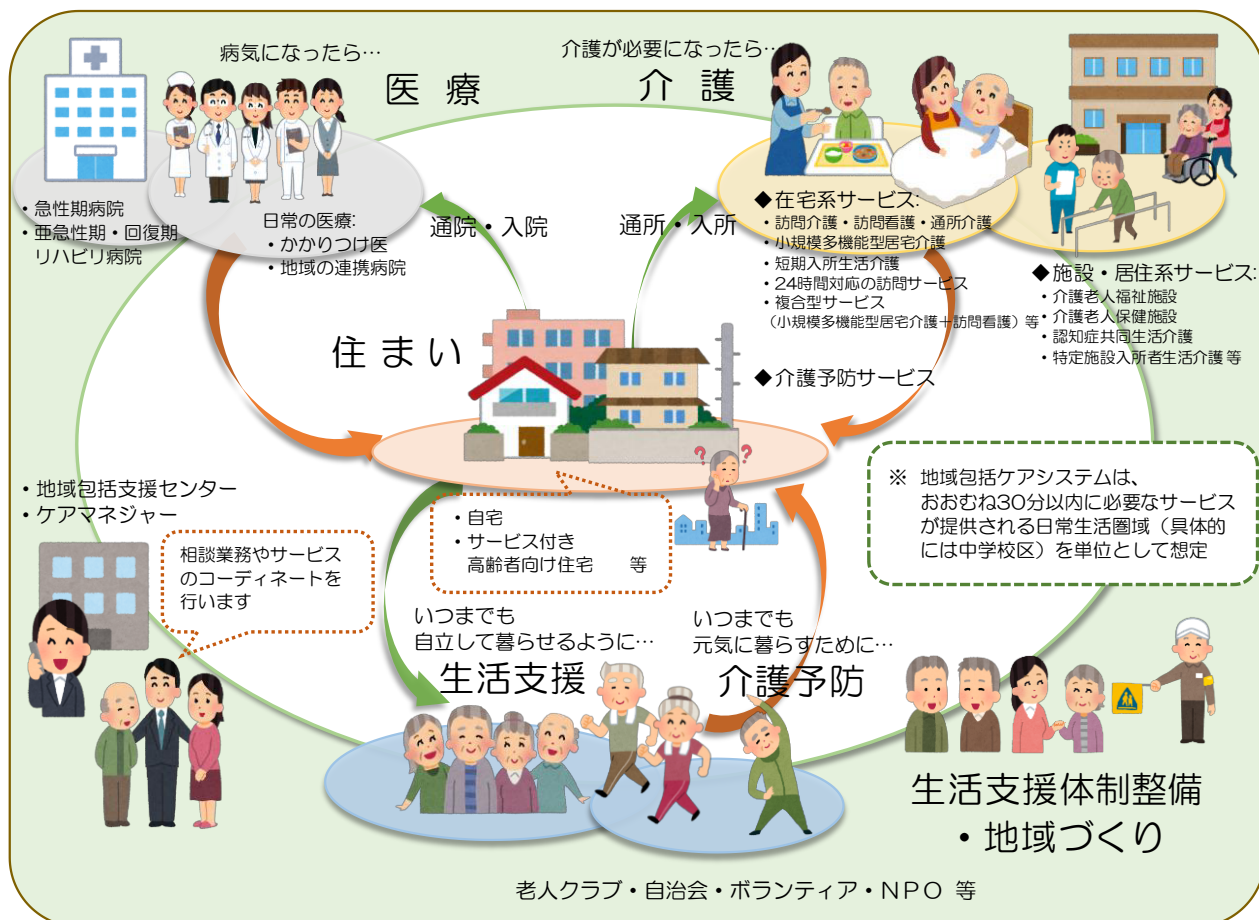 病気になったら…
医療
介護が必要になったら…
介護
・急性期病院
・亜急性期・回復期
リハビリ病院
日常の医療:
・かかりつけ医
・地域の連携病院
通院・入院
通所・入所
◆在宅系サービス:
・訪問介護・訪問看護・通所介護
・小規模多機能型居宅介護
・短期入所生活介護
・24時間対応の訪問サービス
・複合型サービス
（小規模多機能型居宅介護＋訪問看護）等
◆介護予防サービス
◆施設・居住系サービス:
・介護老人福祉施設
・介護老人保健施設
・認知症共同生活介護
・特定施設入所者生活介護 等
住まい
・自宅
・サービス付き
高齢者向け住宅　等
※ 地域包括ケアシステムは、
おおむね30分以内に必要なサービス
が提供される日常生活圏域（具体的
には中学校区）を単位として想定
・地域包括支援センター
・ケアマネジャー
相談業務やサービス
のコーディネートを
行います
いつまでも
自立して暮らせるように…
生活支援
いつまでも
元気に暮らすために…
介護予防
生活支援体制整備
・地域づくり
老人クラブ・自治会・ボランティア・NPO 等